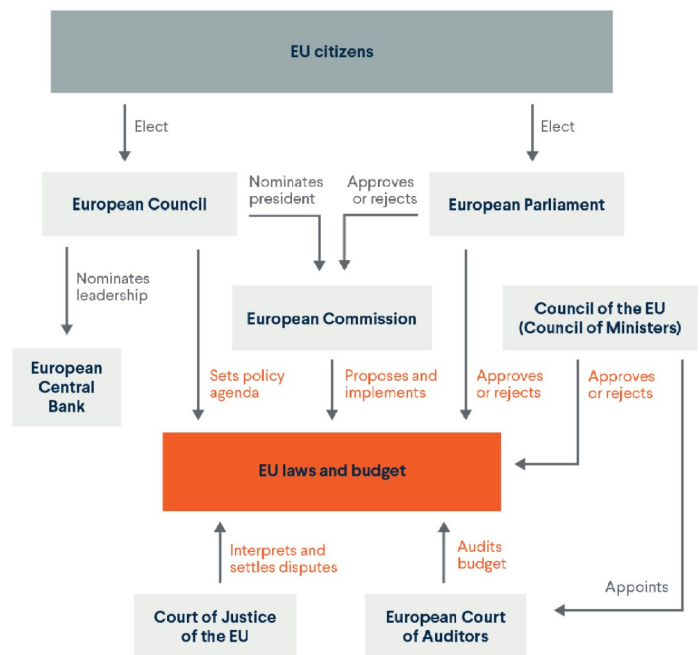 EU citizens
Elect
Elect
European Council
Nominates
president
Approves
or rejects
European Parliament
Nominates
leadership
European Commission
Council of the EU
(Council of Ministers)
European
Central
Bank
Sets policy
agenda
Proposes and
implements
Approves
or rejects
Approves
or rejects
EU laws and budget
Interprets and
settles disputes
Audits
budget
Appoints
Court of Justice
of the EU
European Court
of Auditors